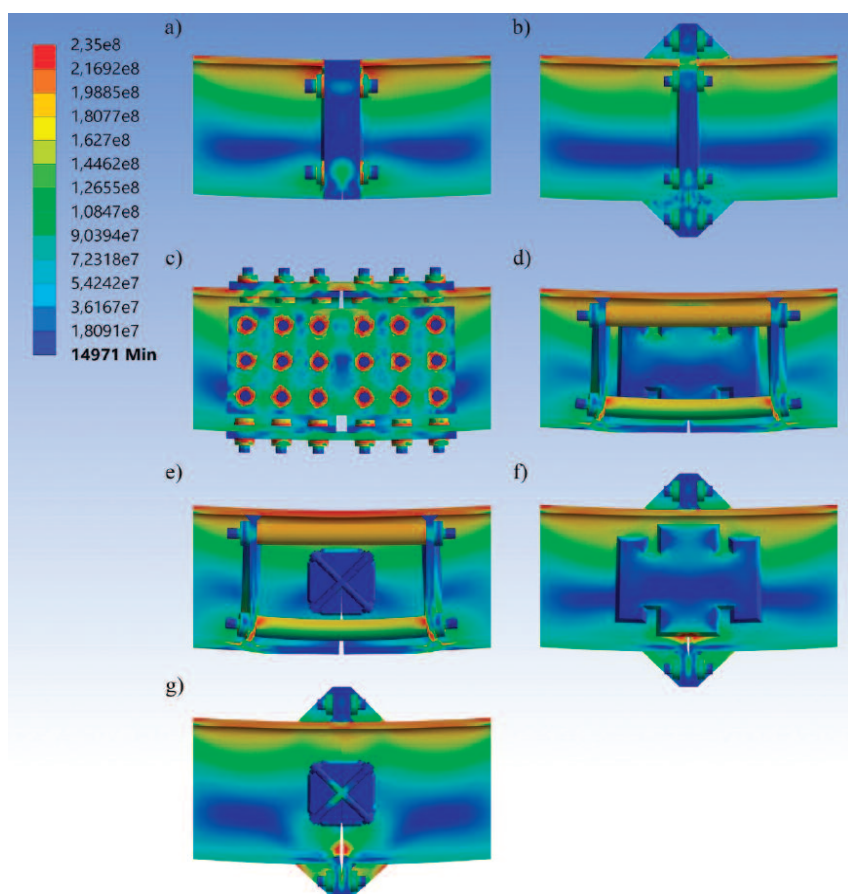 a)
b)
2,35e8
2,1692e8
1,9885e8
1,8077e8
1,627e8
1,4462e8
1,2655e8
1,0847e8
9,0394e7
7,2318e7
5,4242e7
3,6167e7
1,8091e7
14971 Min
c)
d)
e)
f)
g)